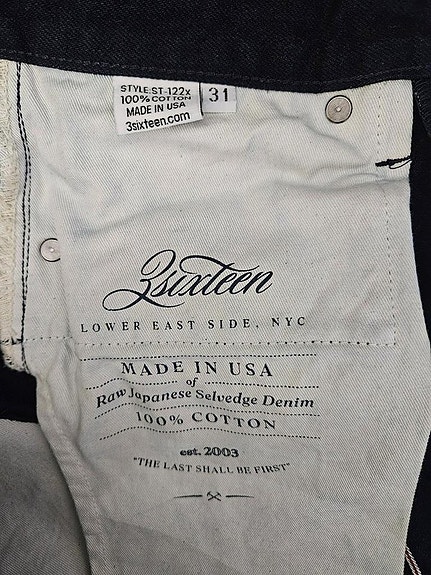 STYLE:ST-122x
100% COTTON
MADE IN USA
3sixteen.com
31
3sixteen
LOWER EAST SIDE, NYC
MADE IN USA
of
Raw Japanese Selvedge Denim
100% COTTON
est. 2003
"THE LAST SHALL BE FIRST"